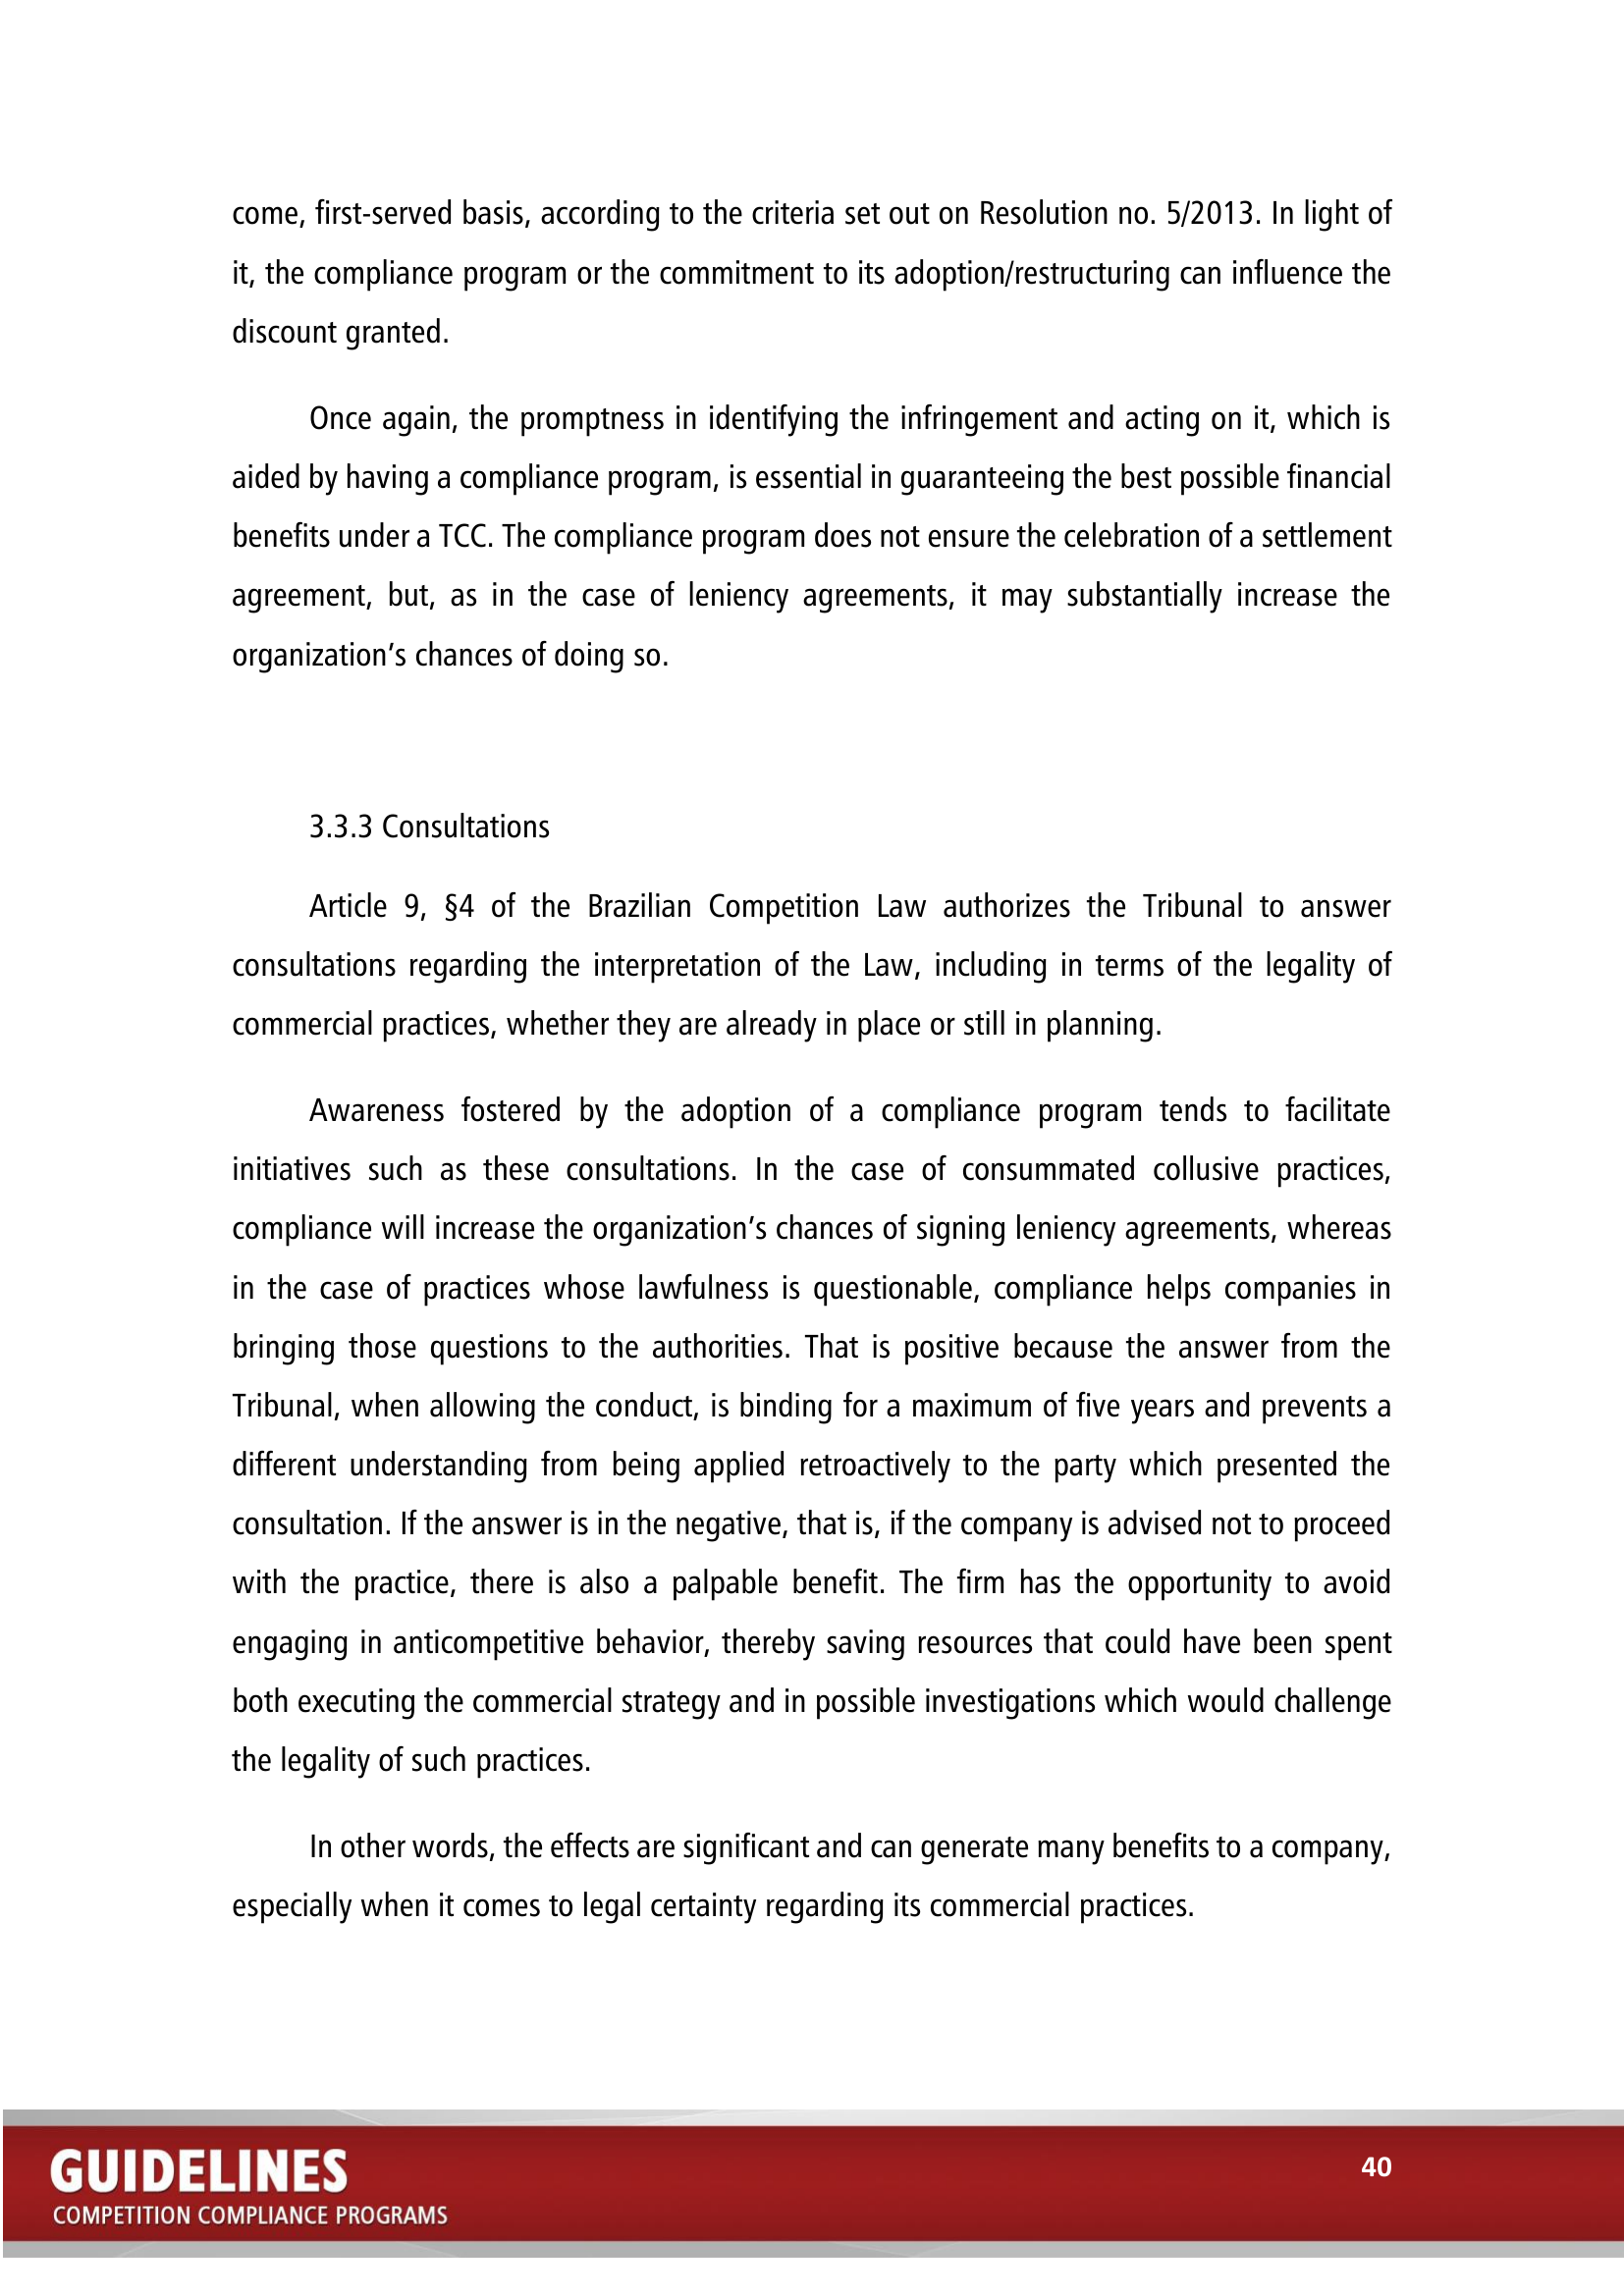 come, first-served basis, according to the criteria set out on Resolution no. 5/2013. In light of
it, the compliance program or the commitment to its adoption/restructuring can influence the
discount granted.
Once again, the promptness in identifying the infringement and acting on it, which is
aided by having a compliance program, is essential in guaranteeing the best possible financial
benefits under a TCC. The compliance program does not ensure the celebration of a settlement
agreement, but, as in the case of leniency agreements, it may substantially increase the
organization’s chances of doing so.
3.3.3 Consultations
Article 9, §4 of the Brazilian Competition Law authorizes the Tribunal to answer
consultations regarding the interpretation of the Law, including in terms of the legality of
commercial practices, whether they are already in place or still in planning.
Awareness fostered by the adoption of a compliance program tends to facilitate
initiatives such as these consultations. In the case of consummated collusive practices,
compliance will increase the organization’s chances of signing leniency agreements, whereas
in the case of practices whose lawfulness is questionable, compliance helps companies in
bringing those questions to the authorities. That is positive because the answer from the
Tribunal, when allowing the conduct, is binding for a maximum of five years and prevents a
different understanding from being applied retroactively to the party which presented the
consultation. If the answer is in the negative, that is, if the company is advised not to proceed
with the practice, there is also a palpable benefit. The firm has the opportunity to avoid
engaging in anticompetitive behavior, thereby saving resources that could have been spent
both executing the commercial strategy and in possible investigations which would challenge
the legality of such practices.
In other words, the effects are significant and can generate many benefits to a company,
especially when it comes to legal certainty regarding its commercial practices.
GUIDELINES
40
COMPETITION COMPLIANCE PROGRAMS